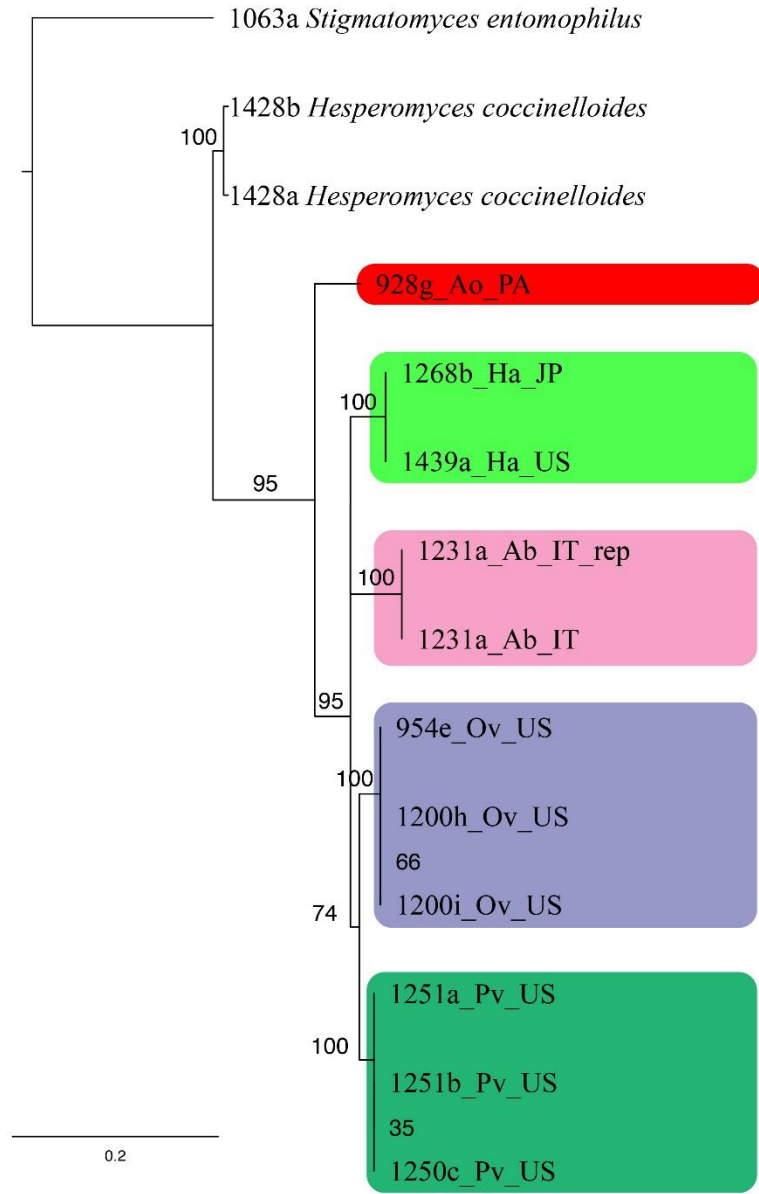 1063a Stigmatomyces entomophilus
1428b Hesperomyces coccinelloides
100
1428a Hesperomyces coccinelloides
928g_Ao_PA
1268b_Ha_JP
100
1439a_Ha_US
95
1231a_Ab_IT_rep
100
1231a_Ab_IT
95
954e_Ov_US
100
1200h_Ov_US
66
1200i_Ov_US
74
1251a_Pv_US
100
1251b_Pv_US
35
0.2
1250c_Pv_US